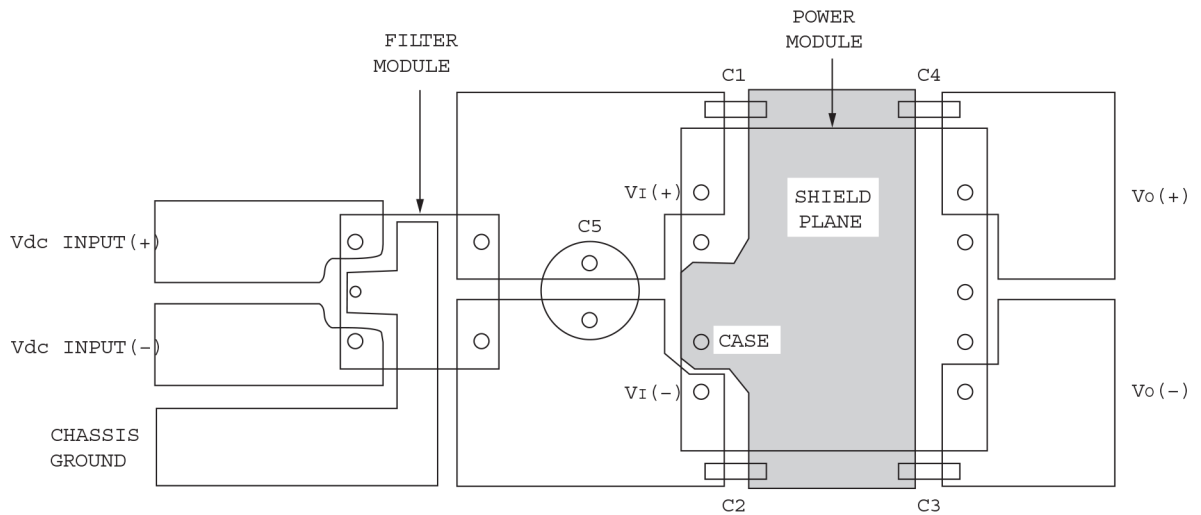 POWER
MODULE
FILTER
MODULE
C1
C4
VI(+)
SHIELD
PLANE
VO(+)
C5
Vdc INPUT(+)
CASE
Vdc INPUT(-)
VI(-)
VO(-)
CHASSIS
GROUND
C2
C3